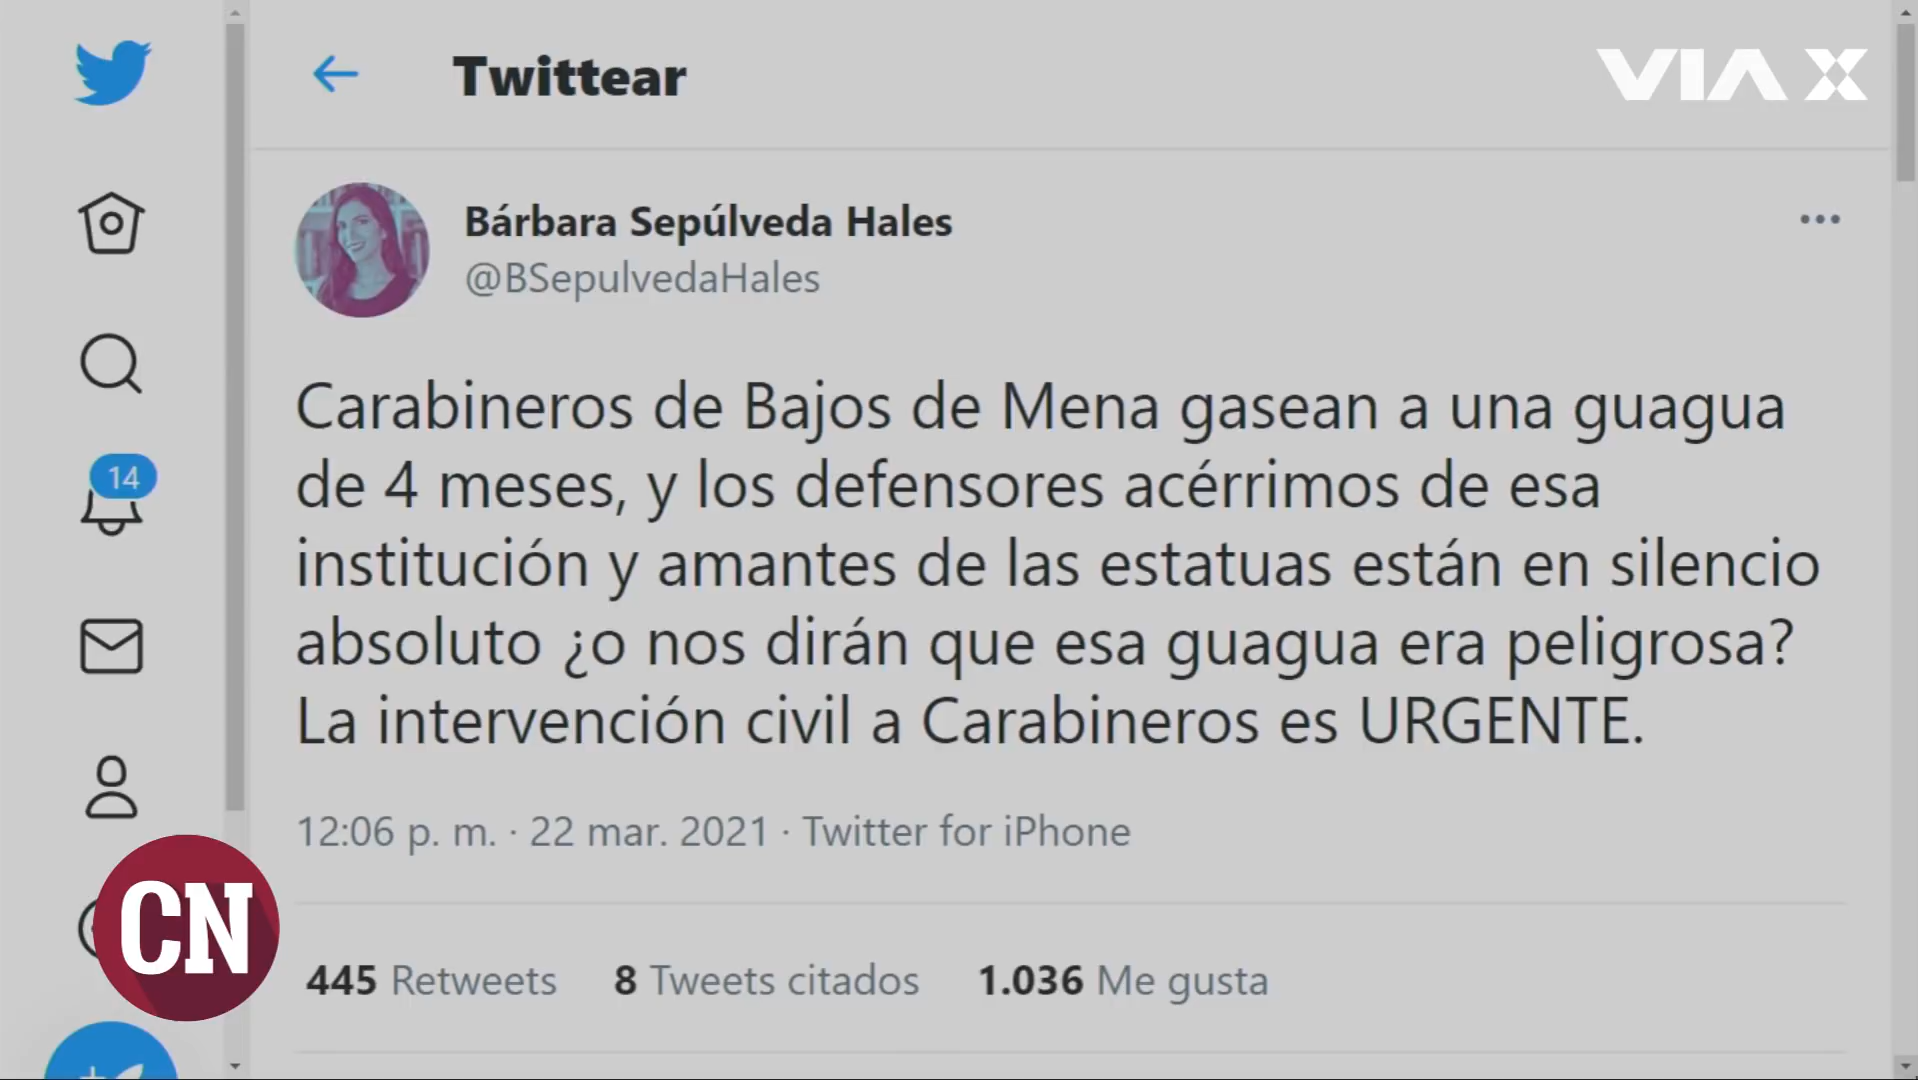 Twittear
VIA X
Bárbara Sepúlveda Hales
@BSepulvedaHales
Carabineros de Bajos de Mena gasean a una guagua
de 4 meses, y los defensores acérrimos de esa
institución y amantes de las estatuas están en silencio
absoluto ¿o nos dirán que esa guagua era peligrosa?
La intervención civil a Carabineros es URGENTE.
14
12:06 p. m. · 22 mar. 2021 · Twitter for iPhone
CN
445 Retweets 8 Tweets citados 1.036 Me gusta